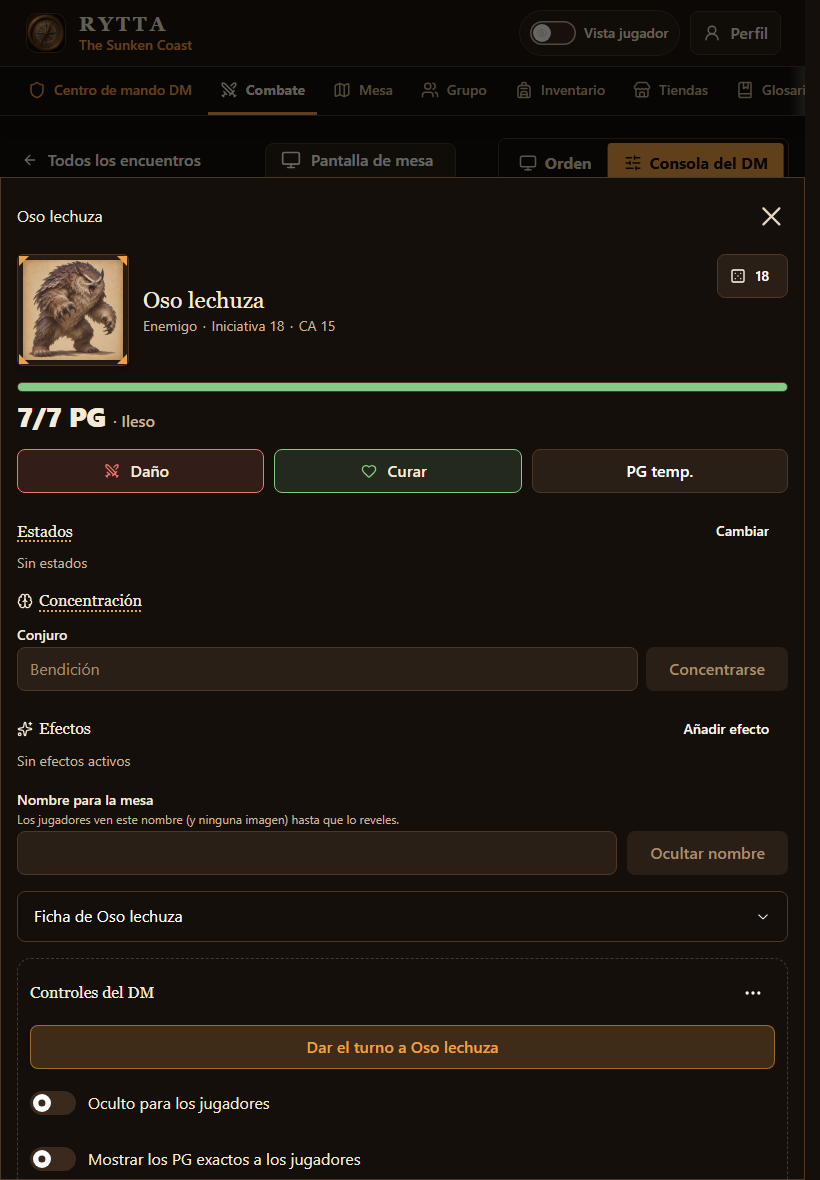 RYTTA
The Sunken Coast
Vista jugador
Perfil
Centro de mando DM
Combate
Mesa
Grupo
Inventario
Tiendas
Glosari
Todos los encuentros
Pantalla de mesa
Orden
Consola del DM
Oso lechuza
18
Oso lechuza
Enemigo · Iniciativa 18 · CA 15
7/7 PG · Ileso
Daño
Curar
PG temp.
Estados
Cambiar
Sin estados
Concentración
Conjuro
Bendición
Concentrarse
Efectos
Añadir efecto
Sin efectos activos
Nombre para la mesa
Los jugadores ven este nombre (y ninguna imagen) hasta que lo reveles.
Ocultar nombre
Ficha de Oso lechuza
Controles del DM
Dar el turno a Oso lechuza
Oculto para los jugadores
Mostrar los PG exactos a los jugadores